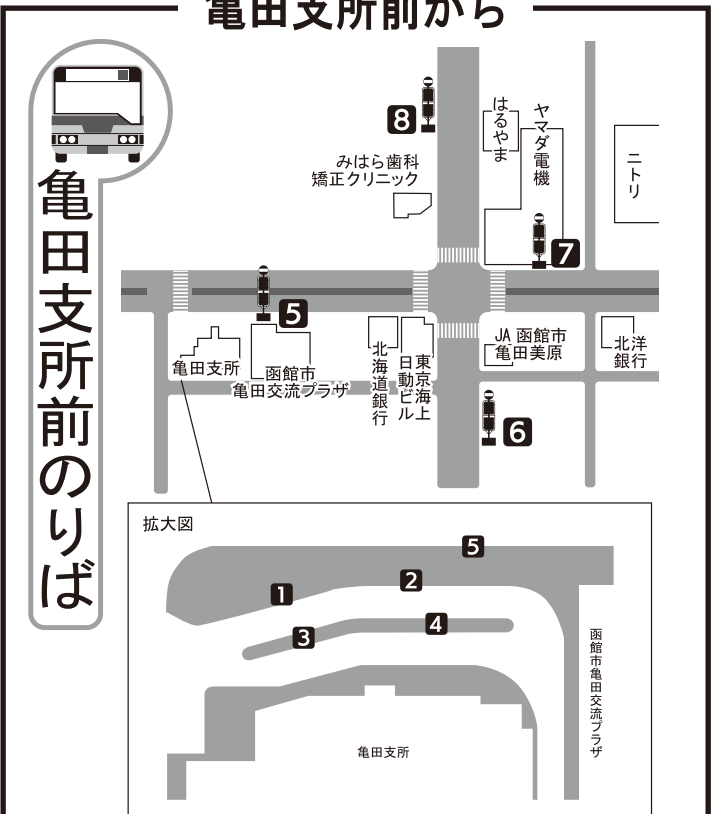 亀田支所前から
亀田支所前のりば
8
はるやま
ヤマダ電機
ニトリ
みはら歯科
矯正クリニック
7
5
亀田支所
函館市
亀田交流プラザ
北海道銀行
東京海上
日動ビル
JA 函館市
亀田美原
北洋
銀行
6
拡大図
5
2
1
4
3
函館市亀田交流プラザ
亀田支所